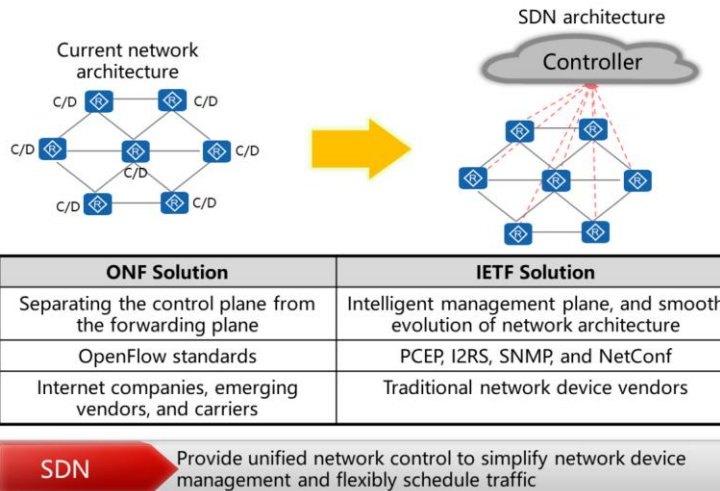 SDN architecture
Current network
architecture
Controller
C/D R R C/D
C/D R R R C/D
C/D
C/D R R C/D
R R
R R R
R R
ONF Solution
IETF Solution
Separating the control plane from
the forwarding plane
Intelligent management plane, and smooth
evolution of network architecture
OpenFlow standards
PCEP, I2RS, SNMP, and NetConf
Internet companies, emerging
vendors, and carriers
Traditional network device vendors
SDN
Provide unified network control to simplify network device
management and flexibly schedule traffic